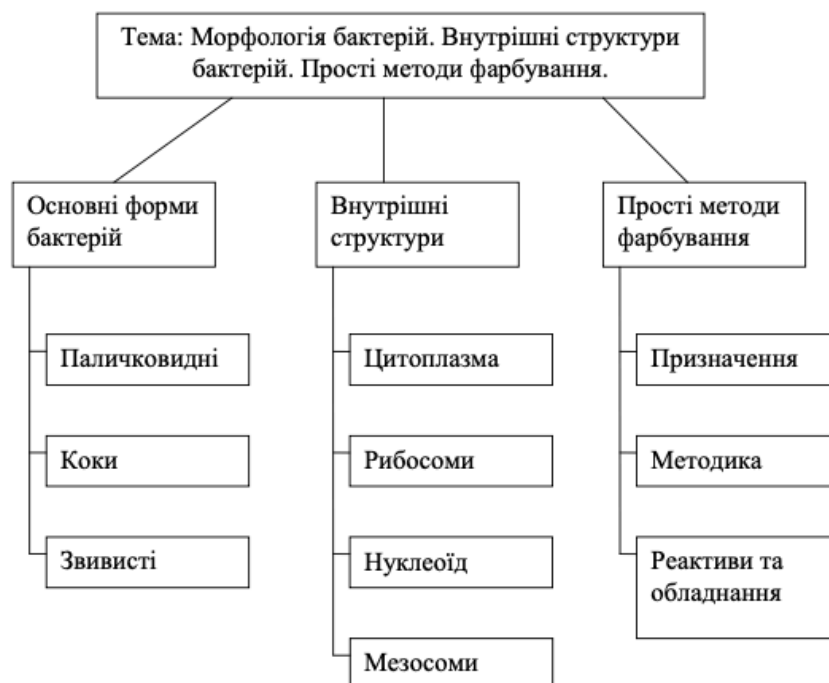 Тема: Морфологія бактерій. Внутрішні структури
бактерій. Прості методи фарбування.
Основні форми
бактерій
Паличковидні
Коки
Звивисті
Внутрішні
структури
Цитоплазма
Рибосоми
Нуклеоїд
Мезосоми
Прості методи
фарбування
Призначення
Методика
Реактиви та
обладнання